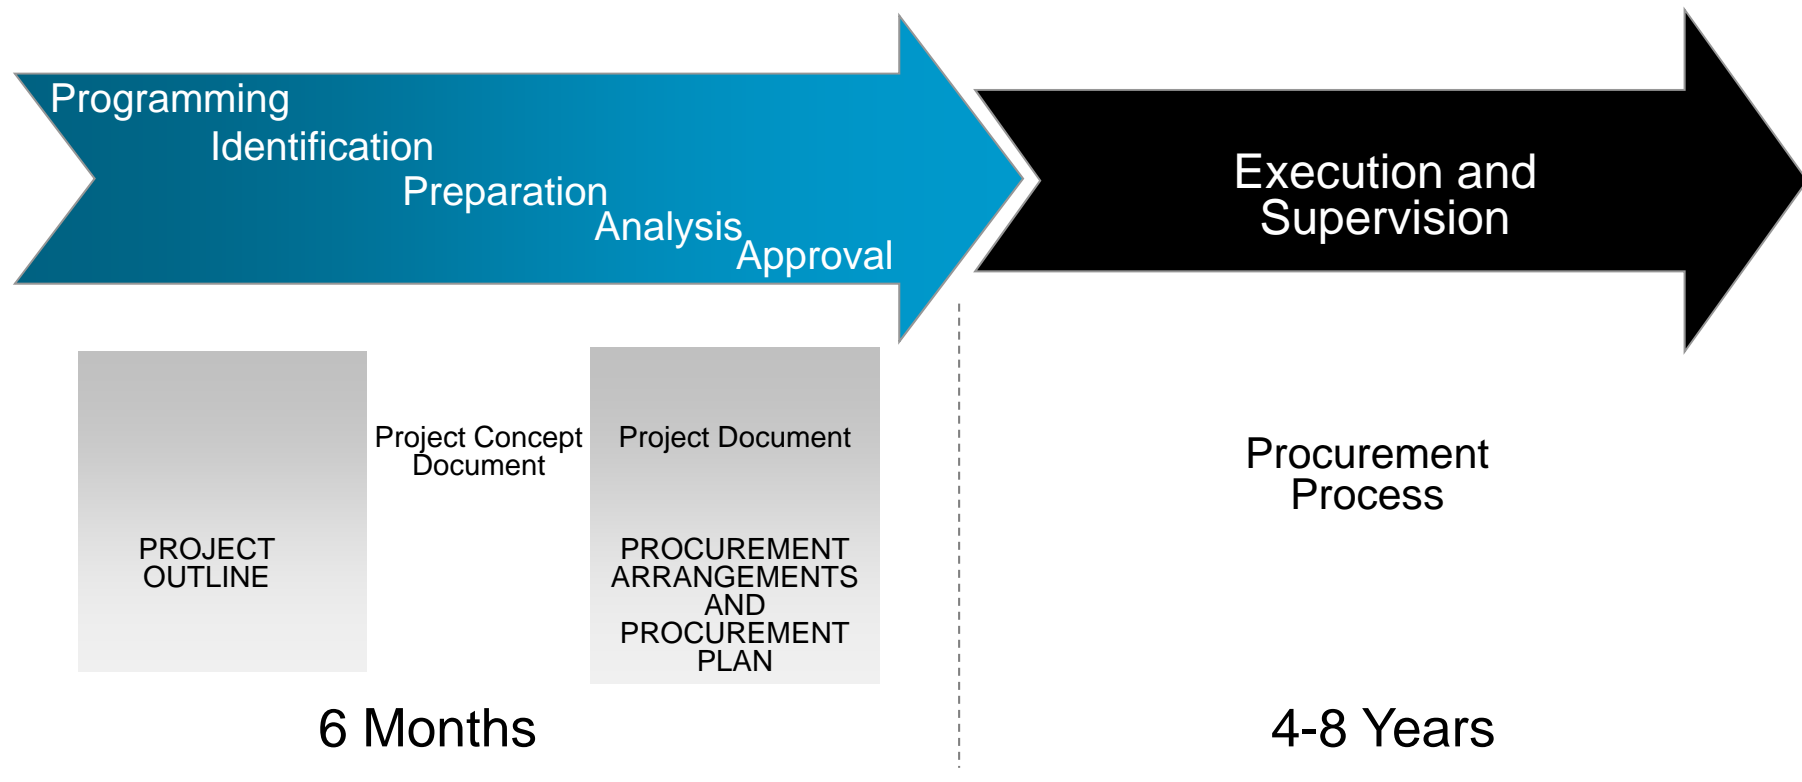 Programming
Identification
Preparation
Analysis
Approval
Execution and
Supervision
Project Concept
Document
Project Document
PROJECT
OUTLINE
PROCUREMENT
ARRANGEMENTS
AND
PROCUREMENT
PLAN
Procurement
Process
6 Months
4-8 Years